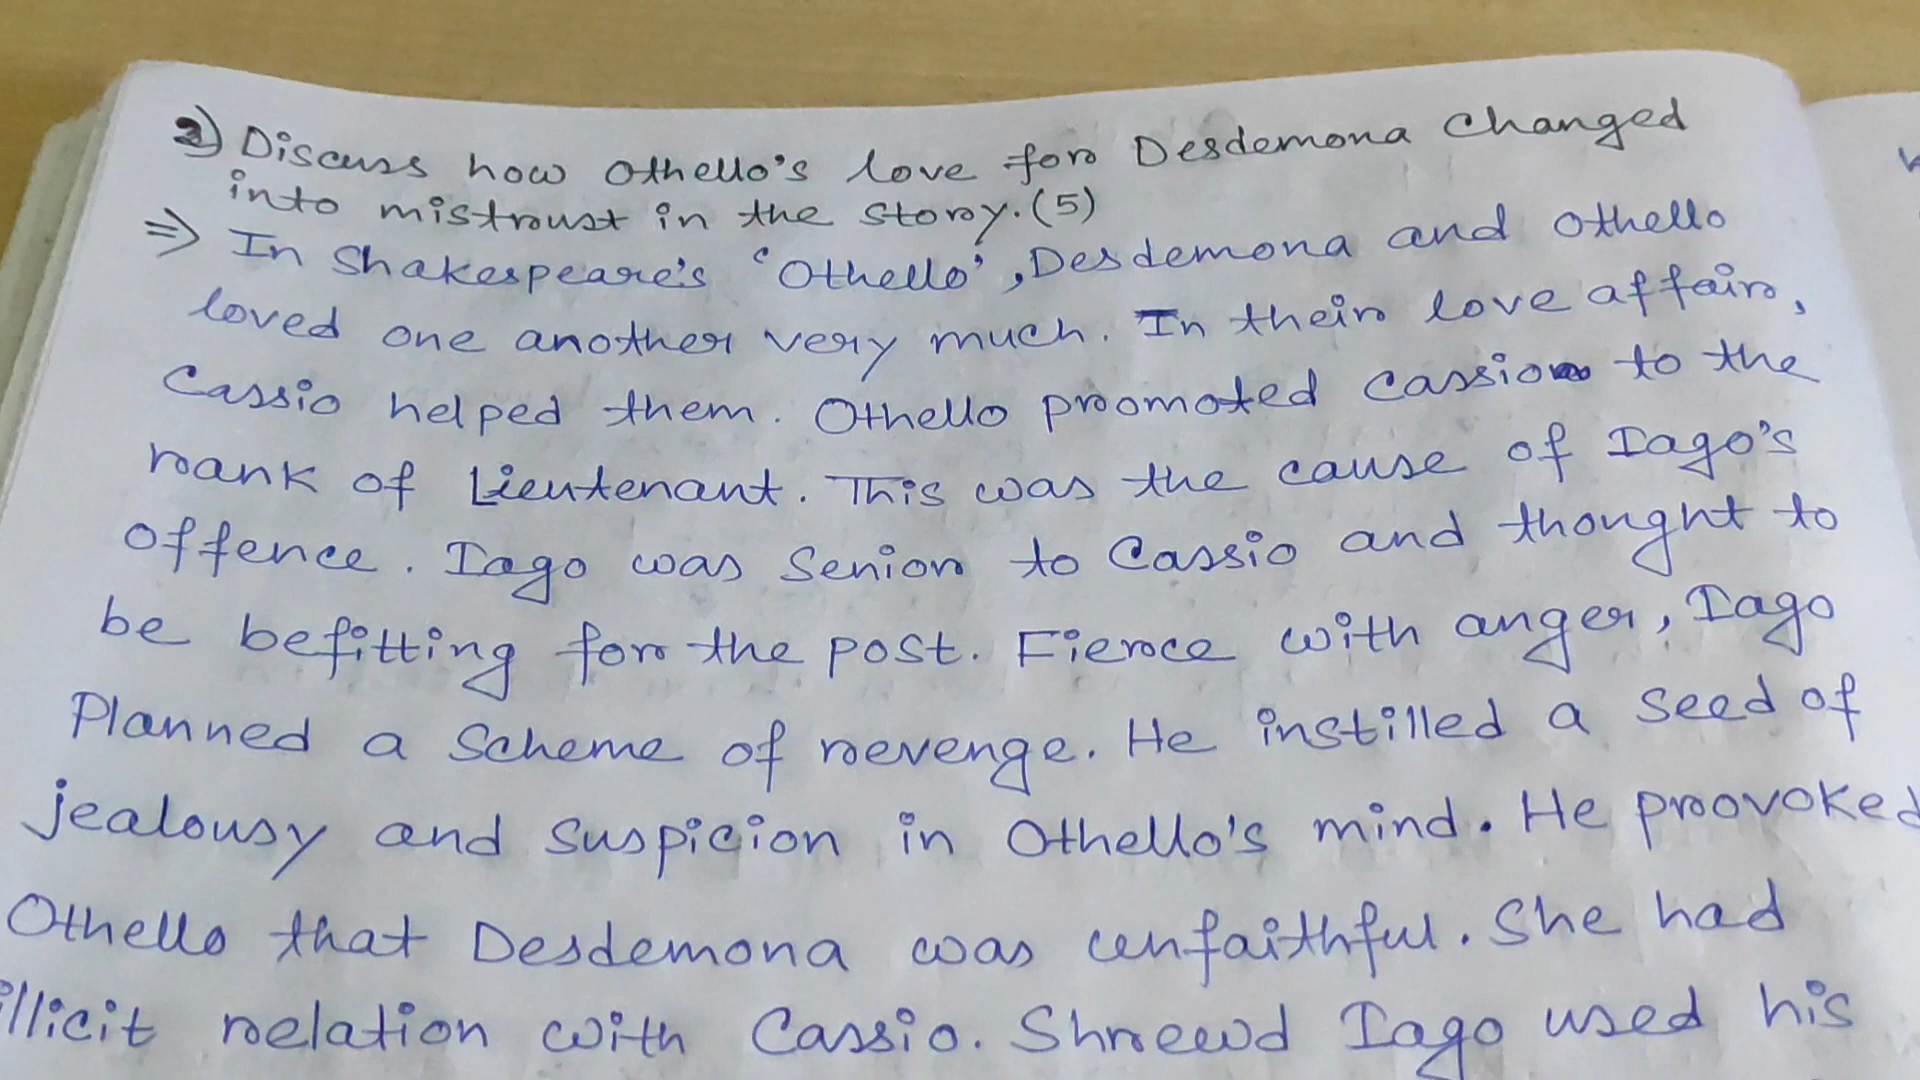 2) Discuss how Othello's love for Desdemona changed
into mistrust in the story. (5)
⇒ In Shakespeare's 'Othello', Desdemona and Othello
loved one another very much. In their love affair,
Cassio helped them. Othello promoted Cassio to the
rank of Lieutenant. This was the cause of Iago's
offence. Iago was Senior to Cassio and thought to
be befitting for the post. Fierce with anger, Iago
Planned a Scheme of revenge. He instilled a seed of
jealousy and suspicion in Othello's mind. He provoked
Othello that Desdemona was unfaithful. She had
illicit relation with Cassio. Shrewd Iago used his